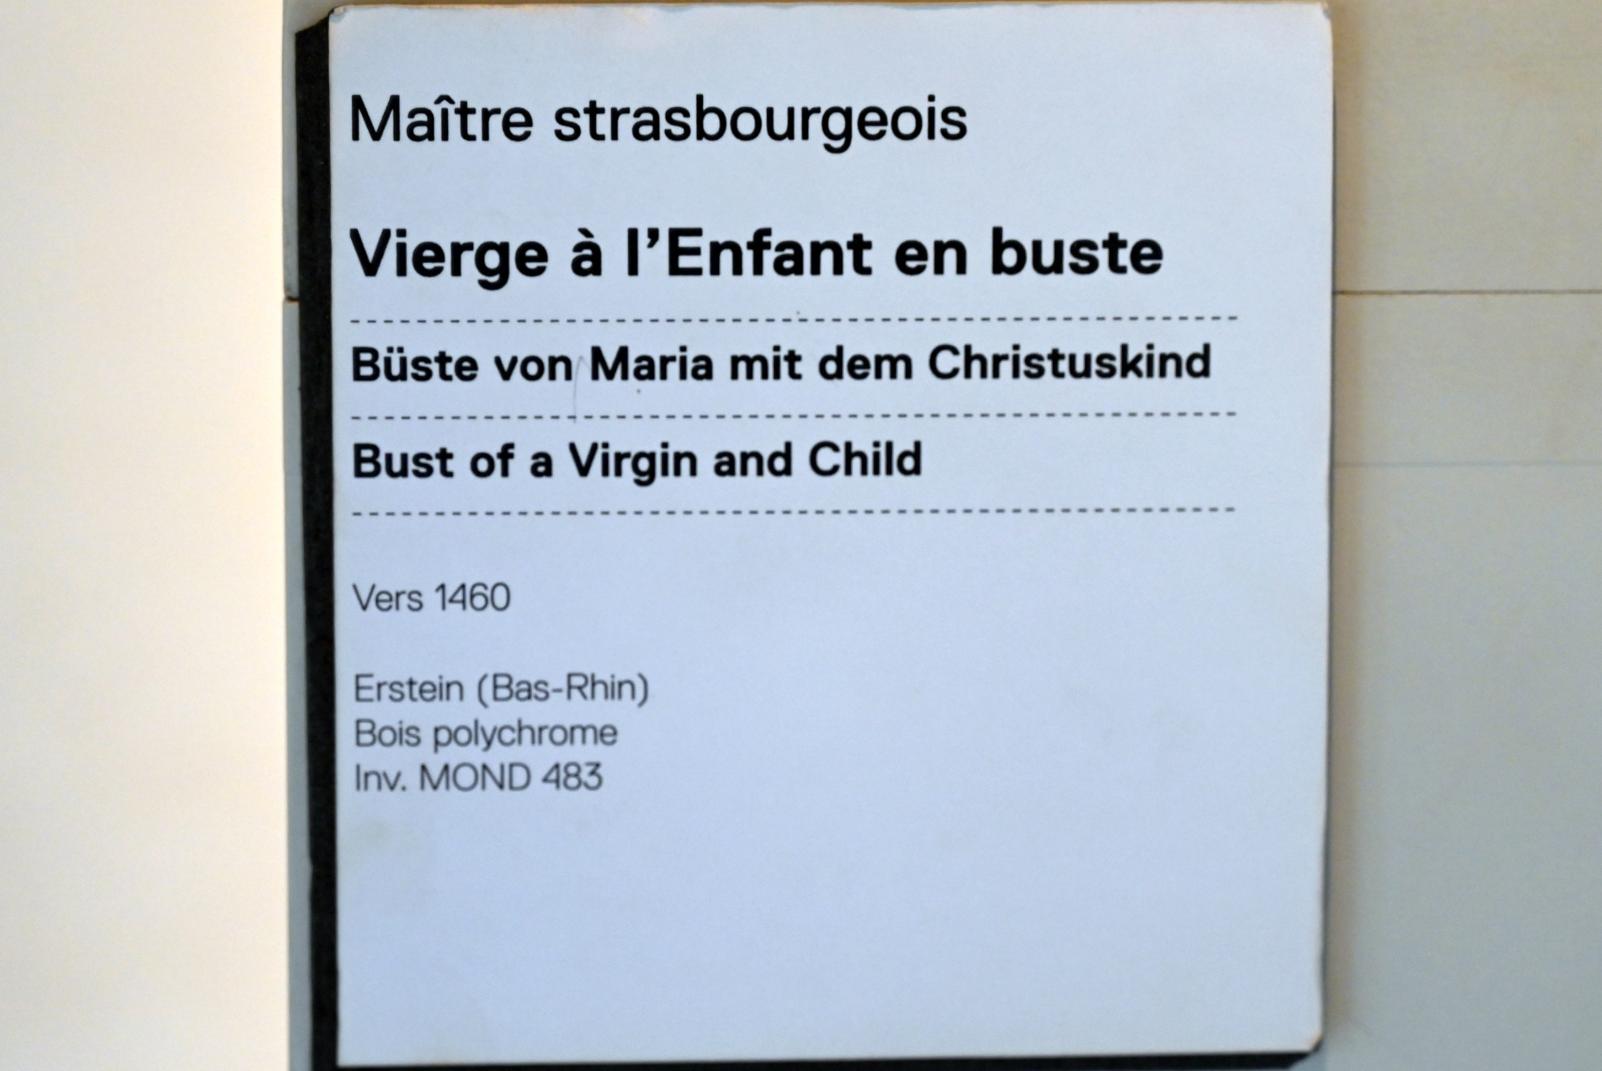 Maître strasbourgeois
Vierge à l’Enfant en buste
Büste von Maria mit dem Christuskind
Bust of a Virgin and Child
Vers 1460
Erstein (Bas-Rhin)
Bois polychrome
Inv. MOND 483